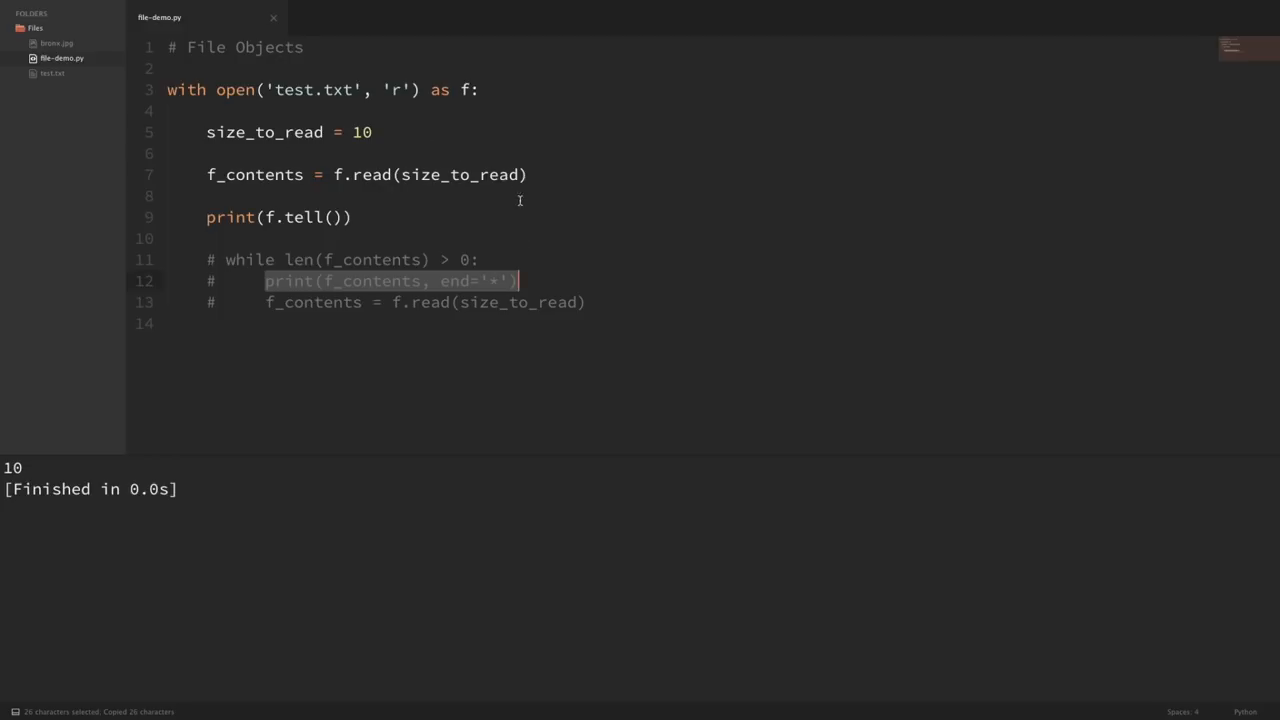 FOLDERS
Files
bronx.jpg
file-demo.py
test.txt
file-demo.py ×
1 # File Objects
2
3 with open('test.txt', 'r') as f:
4
5     size_to_read = 10
6
7     f_contents = f.read(size_to_read)
8
9     print(f.tell())
10
11     # while len(f_contents) > 0:
12     #     print(f_contents, end='*')
13     #     f_contents = f.read(size_to_read)
14
10
[Finished in 0.0s]
26 characters selected; Copied 26 characters
Spaces: 4
Python